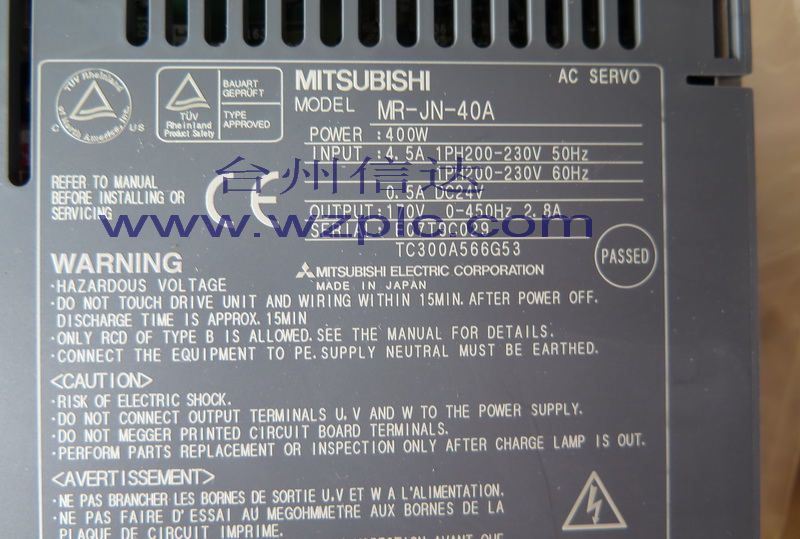 TÜV Rheinland
of North America, Inc.
C US
TÜV
Rheinland
Product Safety
BAUART
GEPRÜFT
TYPE
APPROVED
MITSUBISHI
AC SERVO
MODEL MR-JN-40A
POWER :400W
INPUT :4.5A 1PH200-230V 50Hz
1PH200-230V 60Hz
0.5A DC24V
OUTPUT:170V 0-450Hz 2.8A
SERIAL
TC300A566G53
台州信达
www.wzplc.com
REFER TO MANUAL
BEFORE INSTALLING OR
SERVICING
CE
PASSED
MITSUBISHI ELECTRIC CORPORATION
MADE IN JAPAN
WARNING
·HAZARDOUS VOLTAGE
·DO NOT TOUCH DRIVE UNIT AND WIRING WITHIN 15MIN. AFTER POWER OFF.
DISCHARGE TIME IS APPROX. 15MIN
·ONLY RCD OF TYPE B IS ALLOWED. SEE THE MANUAL FOR DETAILS.
·CONNECT THE EQUIPMENT TO PE. SUPPLY NEUTRAL MUST BE EARTHED.
<CAUTION>
·RISK OF ELECTRIC SHOCK.
·DO NOT CONNECT OUTPUT TERMINALS U, V AND W TO THE POWER SUPPLY.
·DO NOT MEGGER PRINTED CIRCUIT BOARD TERMINALS.
·PERFORM PARTS REPLACEMENT OR INSPECTION ONLY AFTER CHARGE LAMP IS OUT.
<AVERTISSEMENT>
·NE PAS BRANCHER LES BORNES DE SORTIE U, V ET W A L'ALIMENTATION.
·NE PAS FAIRE D'ESSAI AU MEGOHMMETRE AUX BORNES DE LA
PLAQUE DE CIRCUIT IMPRIME.